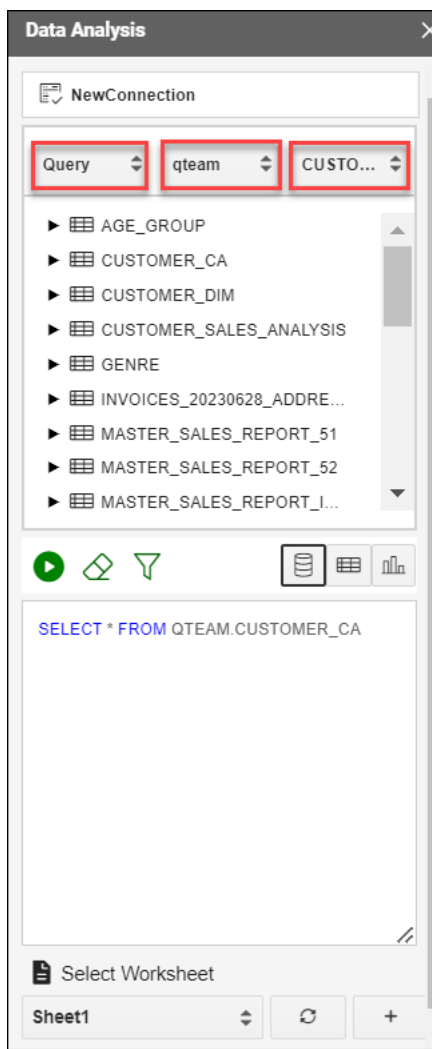 Data Analysis
NewConnection
Query qteam CUSTO...
AGE_GROUP
CUSTOMER_CA
CUSTOMER_DIM
CUSTOMER_SALES_ANALYSIS
GENRE
INVOICES_20230628_ADDRE...
MASTER_SALES_REPORT_51
MASTER_SALES_REPORT_52
MASTER_SALES_REPORT_I...
SELECT * FROM QTEAM.CUSTOMER_CA
Select Worksheet
Sheet1